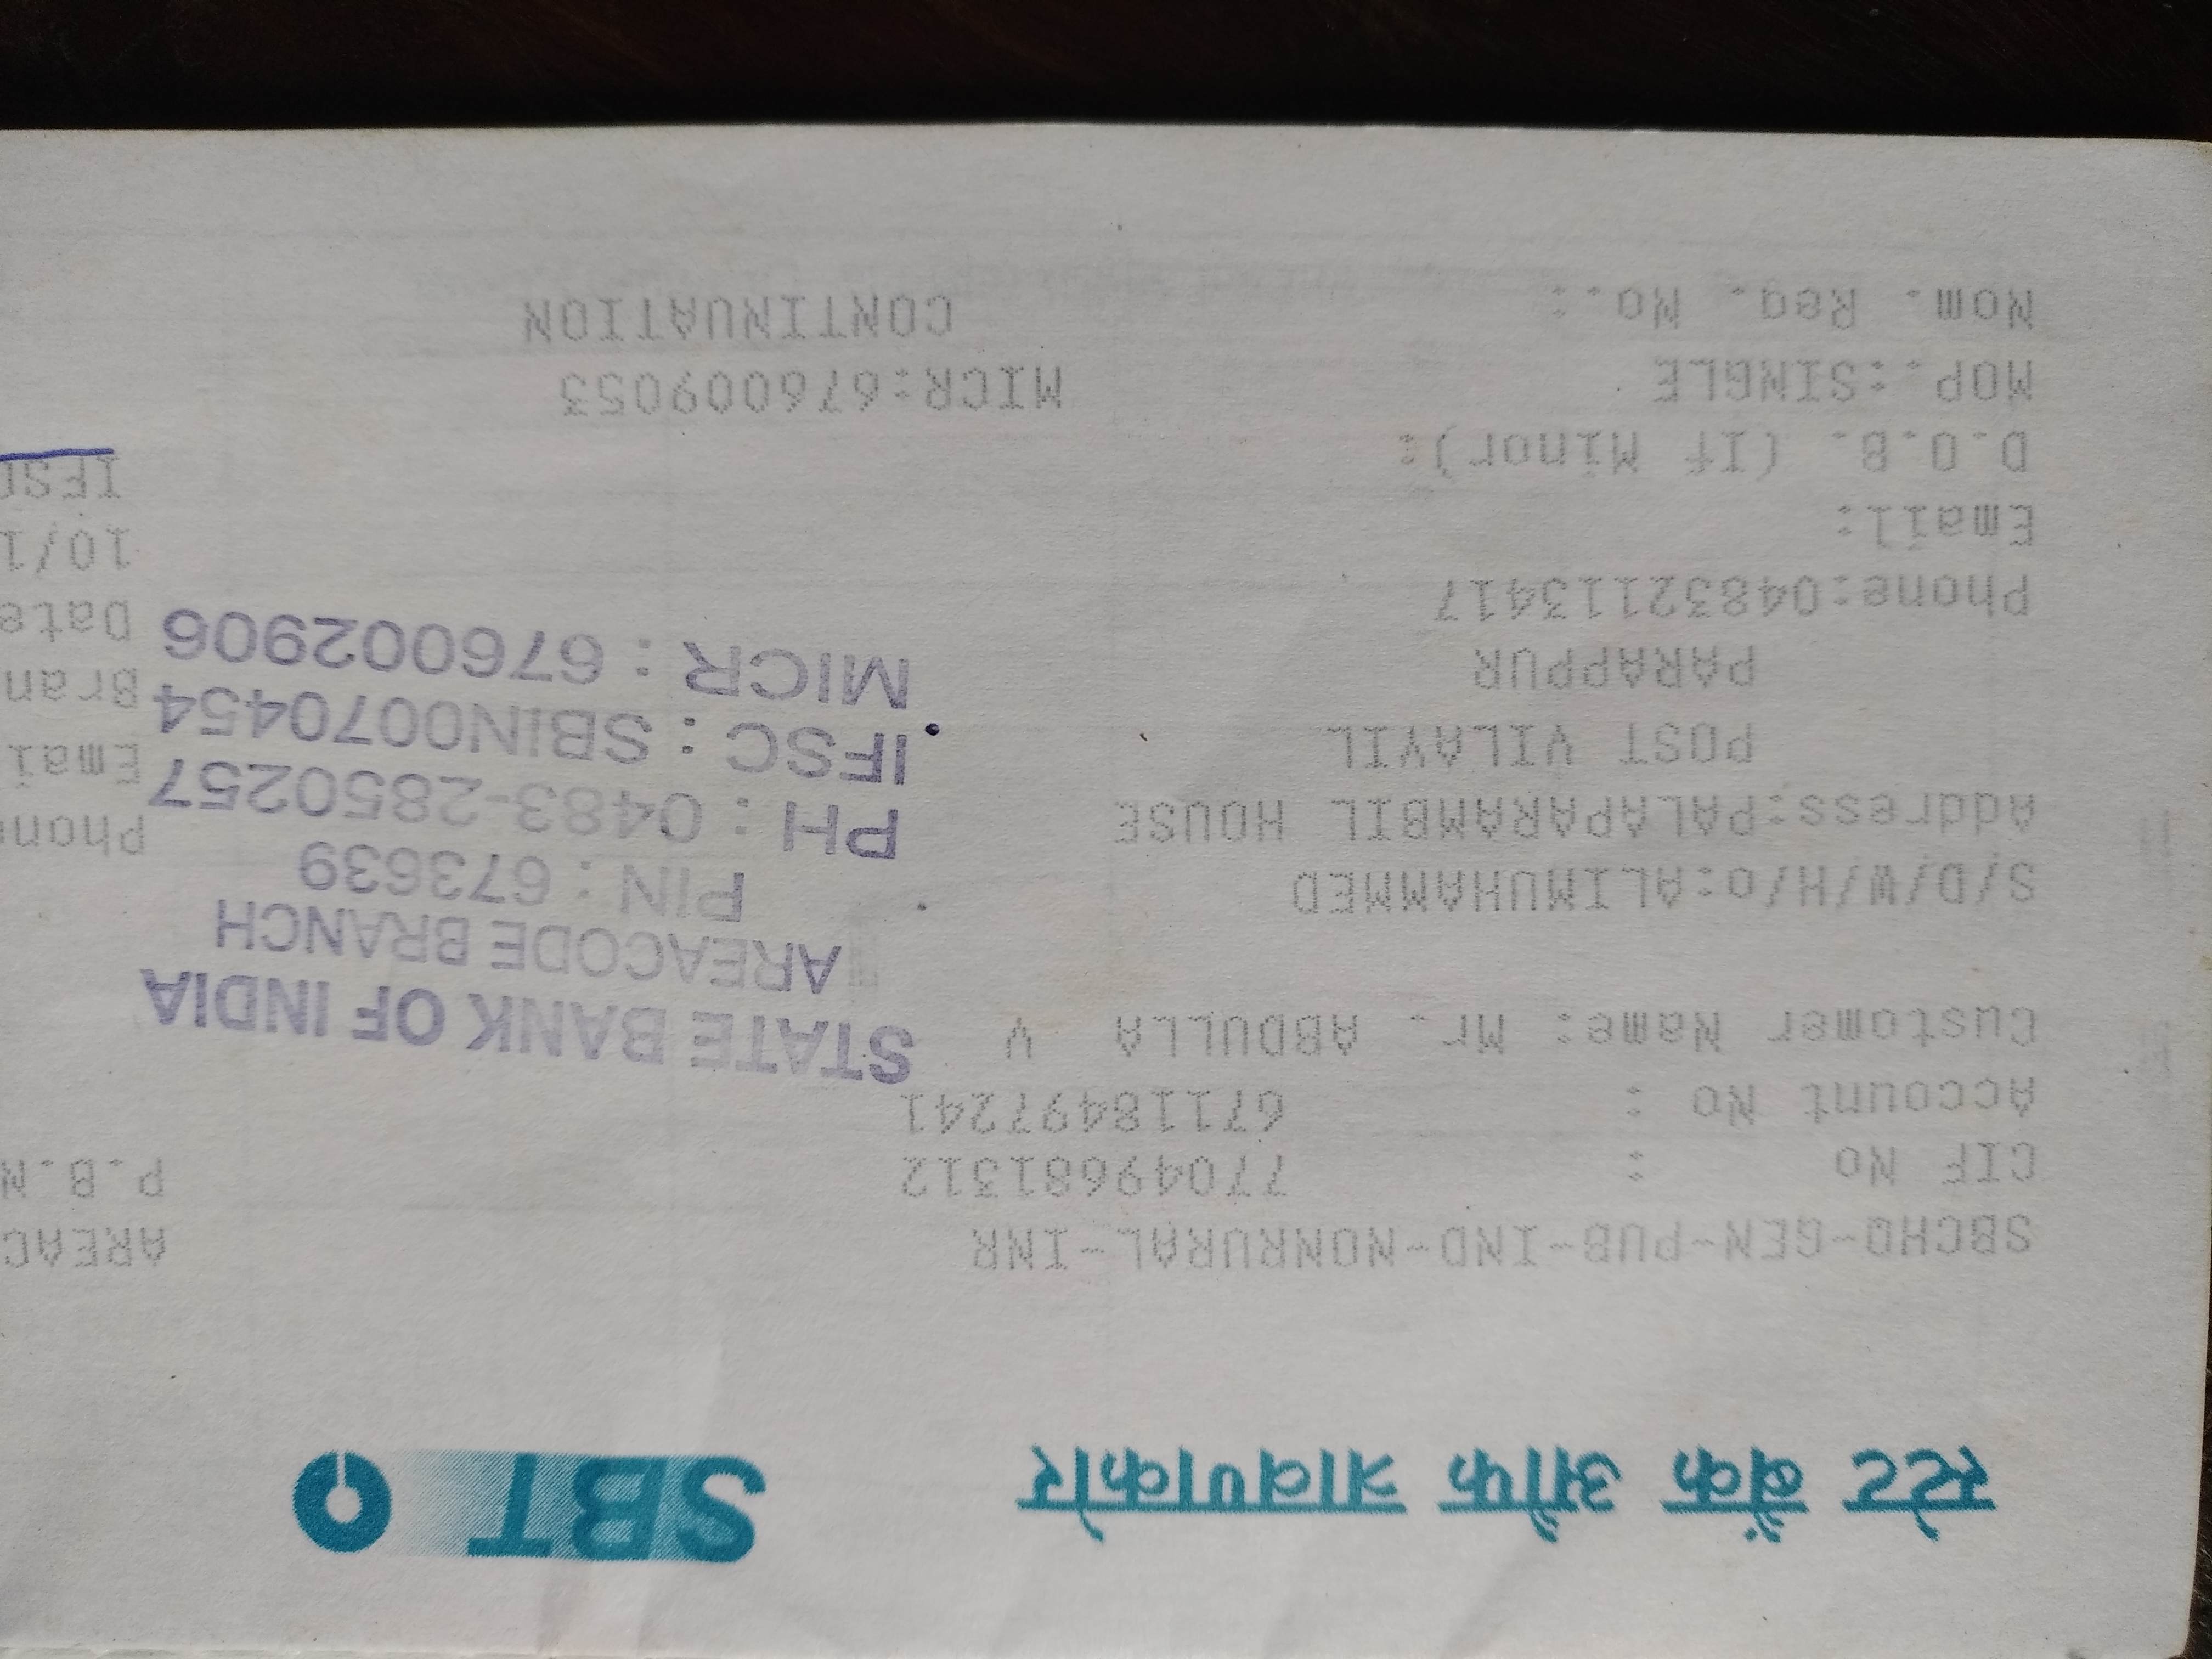 स्टेट बैंक ऑफ त्रावणकोर SBT
SBCHQ-GEN-PUB-IND-NONRURAL-INR
CIF No : 77049681312
Account No : 67118497241
Customer Name: Mr. ABDULLA V
S/D/W/H/o:ALIMUHAMMED
Address:PALAPARAMBIL HOUSE
POST VILAYIL
PARAPPUR
Phone:04832113417
Email:
D.O.B. (If Minor):
MOP.:SINGLE
MICR:676009053
Nom. Reg. No.:
CONTINUATION
STATE BANK OF INDIA
AREACODE BRANCH
PIN : 673639
PH : 0483-2850257
IFSC : SBIN0070454
MICR : 676002906
AREAC
P.B.N
Phon
Emai
Bran
Date
10/1
IFSC